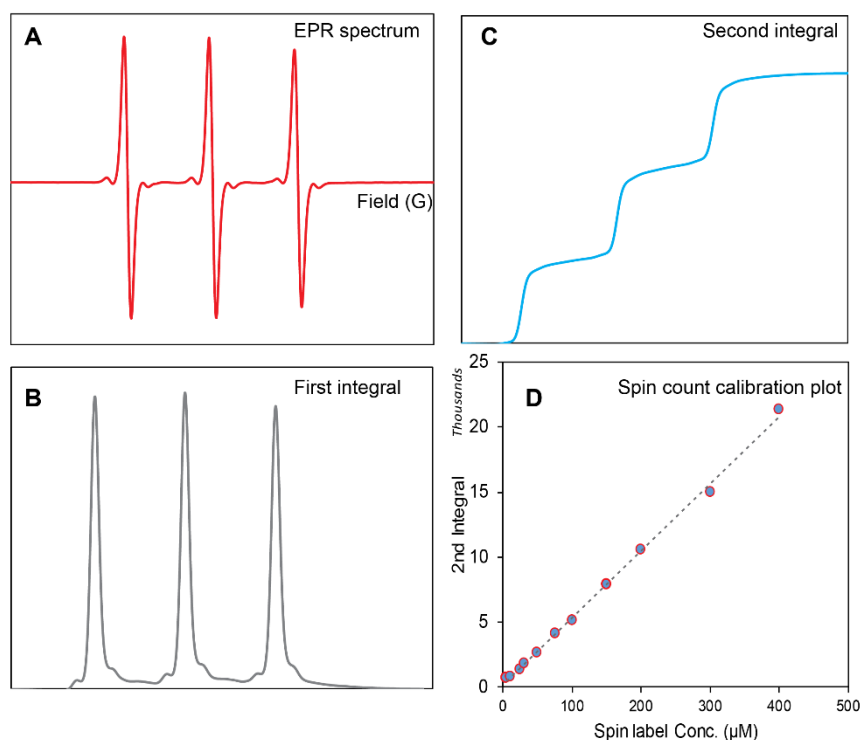 A
EPR spectrum
Field (G)
B
First integral
C
Second integral
D
Spin count calibration plot
Thousands
2nd Integral
25
20
15
10
5
0
0 100 200 300 400 500
Spin label Conc. (µM)